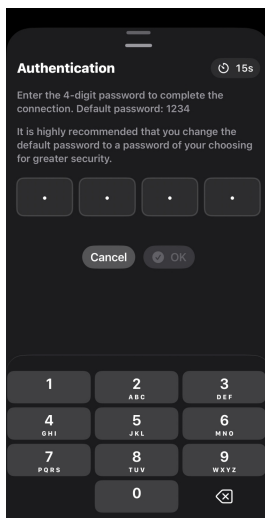 Authentication
15s
Enter the 4-digit password to complete the
connection. Default password: 1234
It is highly recommended that you change the
default password to a password of your choosing
for greater security.
Cancel
OK
1
2
ABC
3
DEF
4
GHI
5
JKL
6
MNO
7
PQRS
8
TUV
9
WXYZ
0